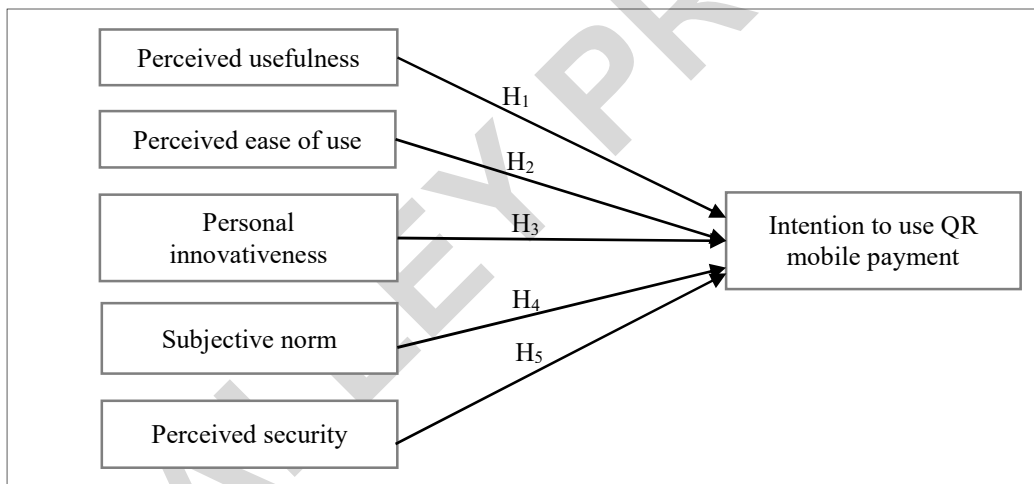 Perceived usefulness
H₁
Perceived ease of use
H₂
Personal
innovativeness
H₃
Intention to use QR
mobile payment
Subjective norm
H₄
H₅
Perceived security